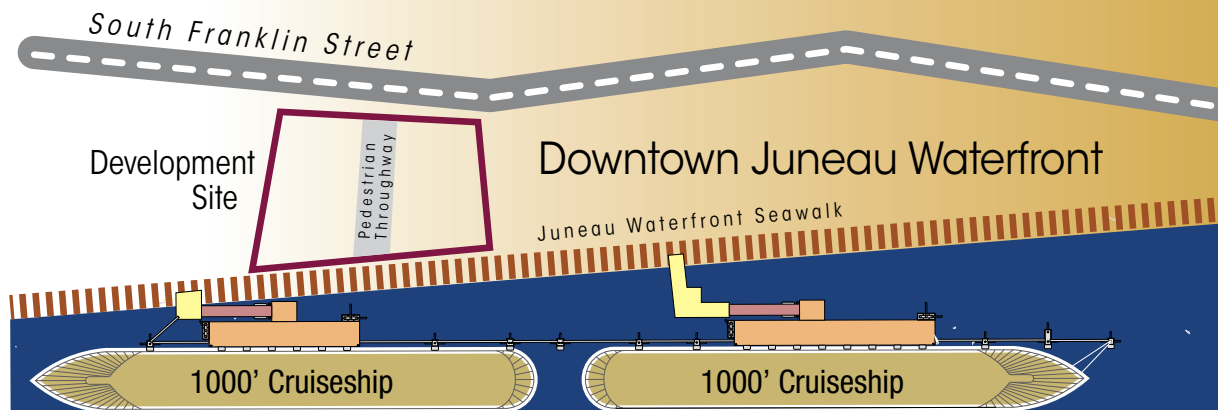 South Franklin Street
Development
Site
Pedestrian
Throughway
Downtown Juneau Waterfront
Juneau Waterfront Seawalk
1000’ Cruiseship
1000’ Cruiseship